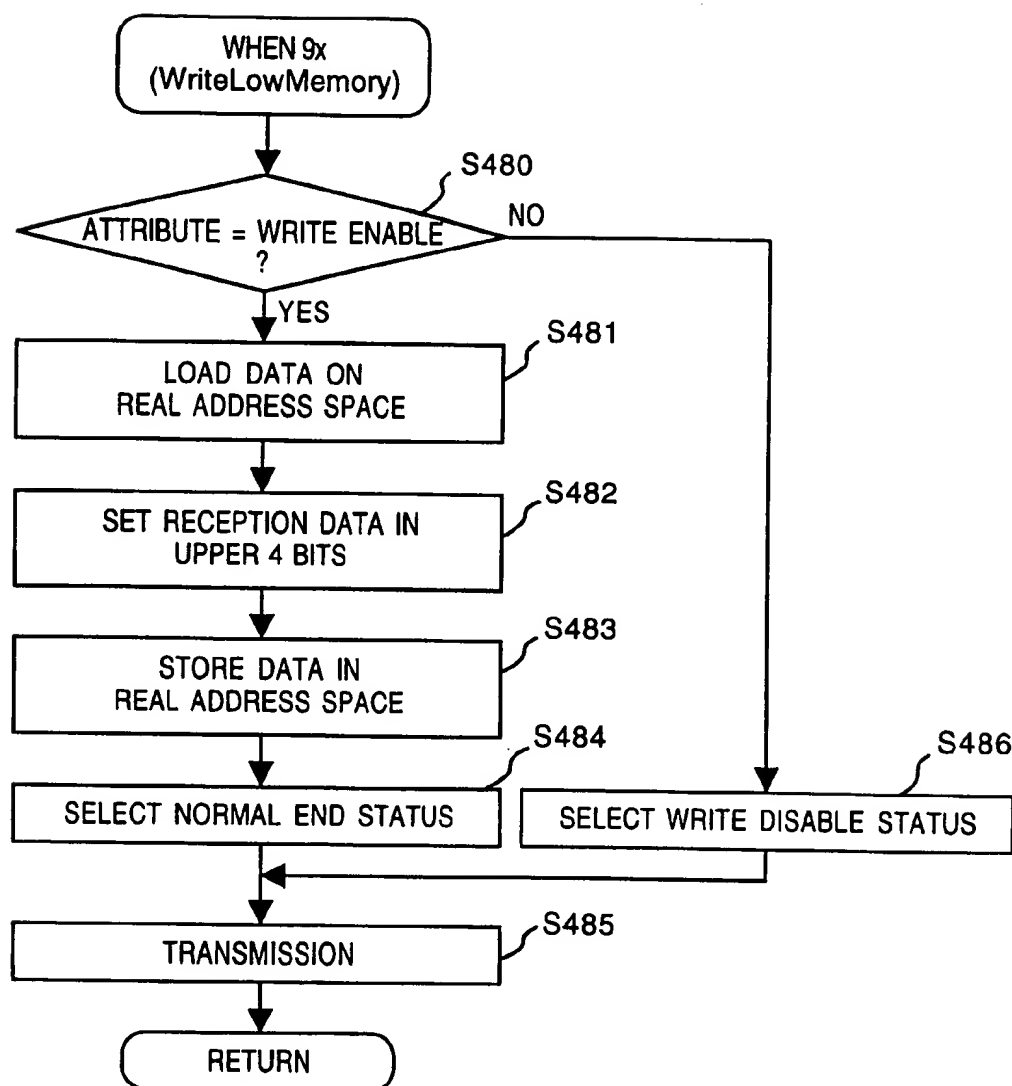 WHEN 9x
(WriteLowMemory)
S480
ATTRIBUTE = WRITE ENABLE
?
NO
YES
S481
LOAD DATA ON
REAL ADDRESS SPACE
S482
SET RECEPTION DATA IN
UPPER 4 BITS
S483
STORE DATA IN
REAL ADDRESS SPACE
S484
SELECT NORMAL END STATUS
S486
SELECT WRITE DISABLE STATUS
S485
TRANSMISSION
RETURN